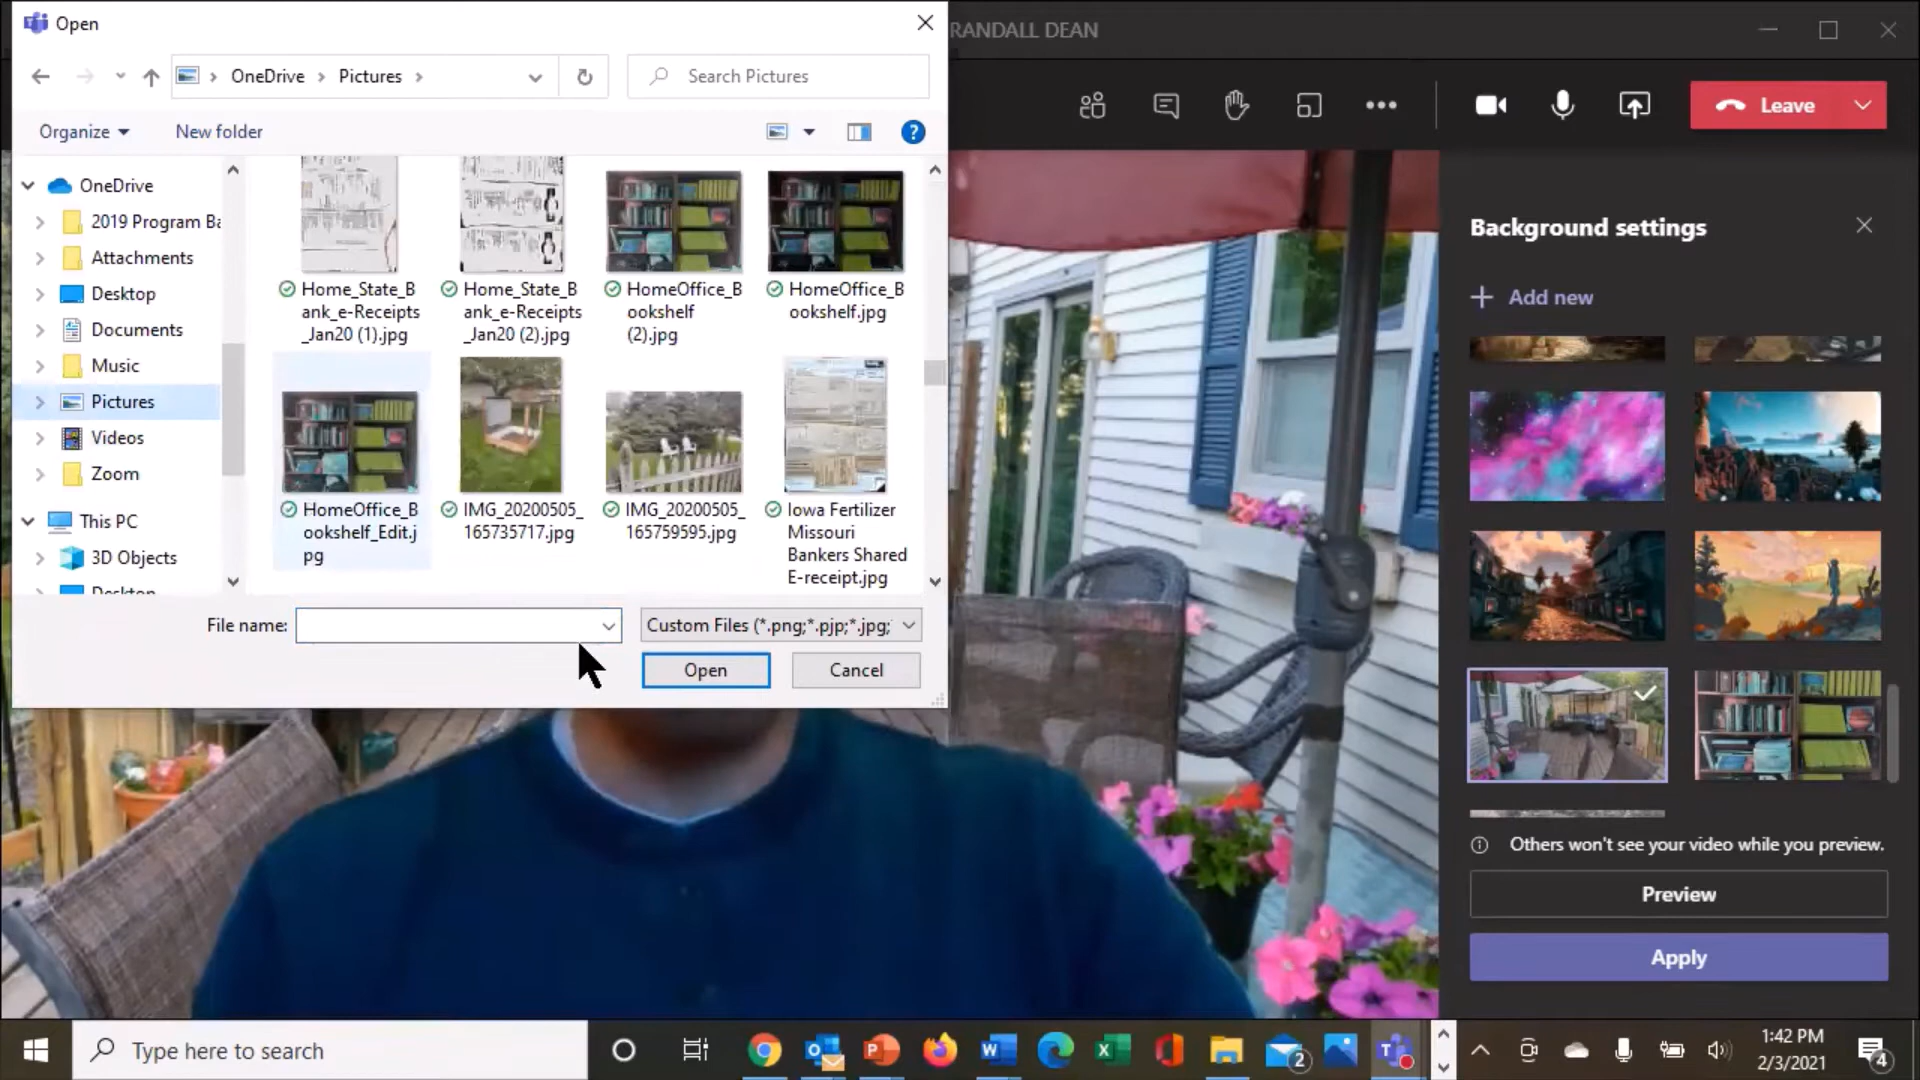 Open
RANDALL DEAN
OneDrive
Pictures
Search Pictures
Leave
Organize
New folder
OneDrive
2019 Program Ba
Attachments
Desktop
Documents
Music
Pictures
Videos
Zoom
This PC
3D Objects
Desktop
Home_State_B
ank_e-Receipts
_Jan20 (1).jpg
Home_State_B
ank_e-Receipts
_Jan20 (2).jpg
HomeOffice_B
ookshelf
(2).jpg
HomeOffice_B
ookshelf.jpg
HomeOffice_B
ookshelf_Edit.j
pg
IMG_20200505_
165735717.jpg
IMG_20200505_
165759595.jpg
Iowa Fertilizer
Missouri
Bankers Shared
E-receipt.jpg
File name:
Custom Files (*.png;*.pjp;*.jpg;
Open
Cancel
Background settings
Add new
Others won't see your video while you preview.
Preview
Apply
Type here to search
2
1:42 PM
2/3/2021
4